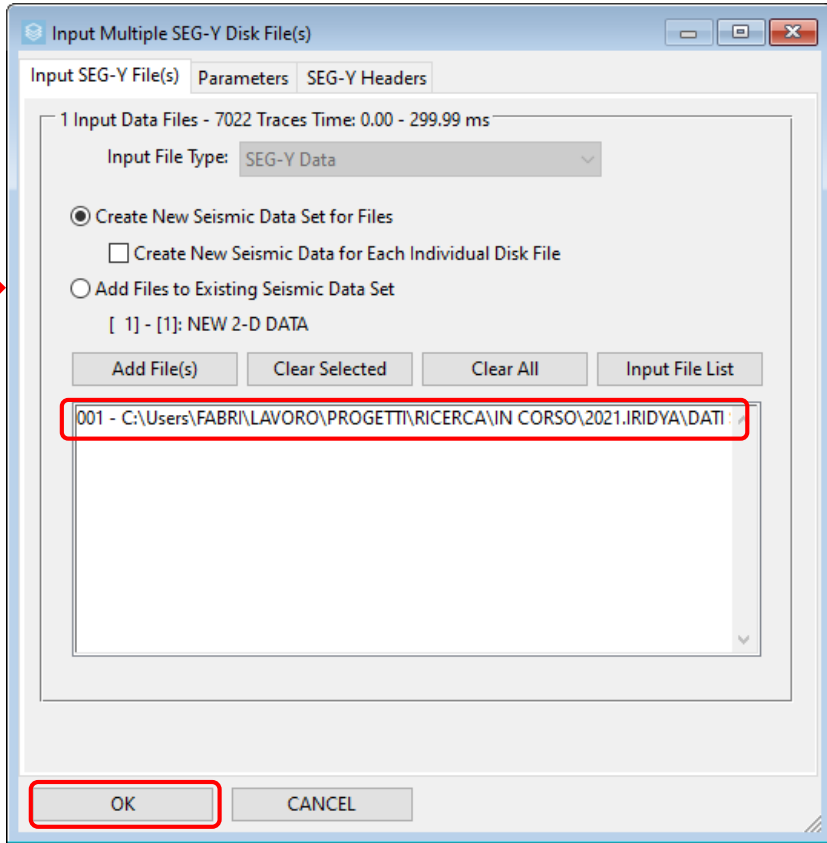 Input Multiple SEG-Y Disk File(s)
Input SEG-Y File(s) Parameters SEG-Y Headers
1 Input Data Files - 7022 Traces Time: 0.00 - 299.99 ms
Input File Type: SEG-Y Data
Create New Seismic Data Set for Files
Create New Seismic Data for Each Individual Disk File
Add Files to Existing Seismic Data Set
[ 1] - [1]: NEW 2-D DATA
Add File(s) Clear Selected Clear All Input File List
001 - C:\Users\FABRI\LAVORO\PROGETTI\RICERCA\IN CORSO\2021.IRIDYA\DATI
OK CANCEL